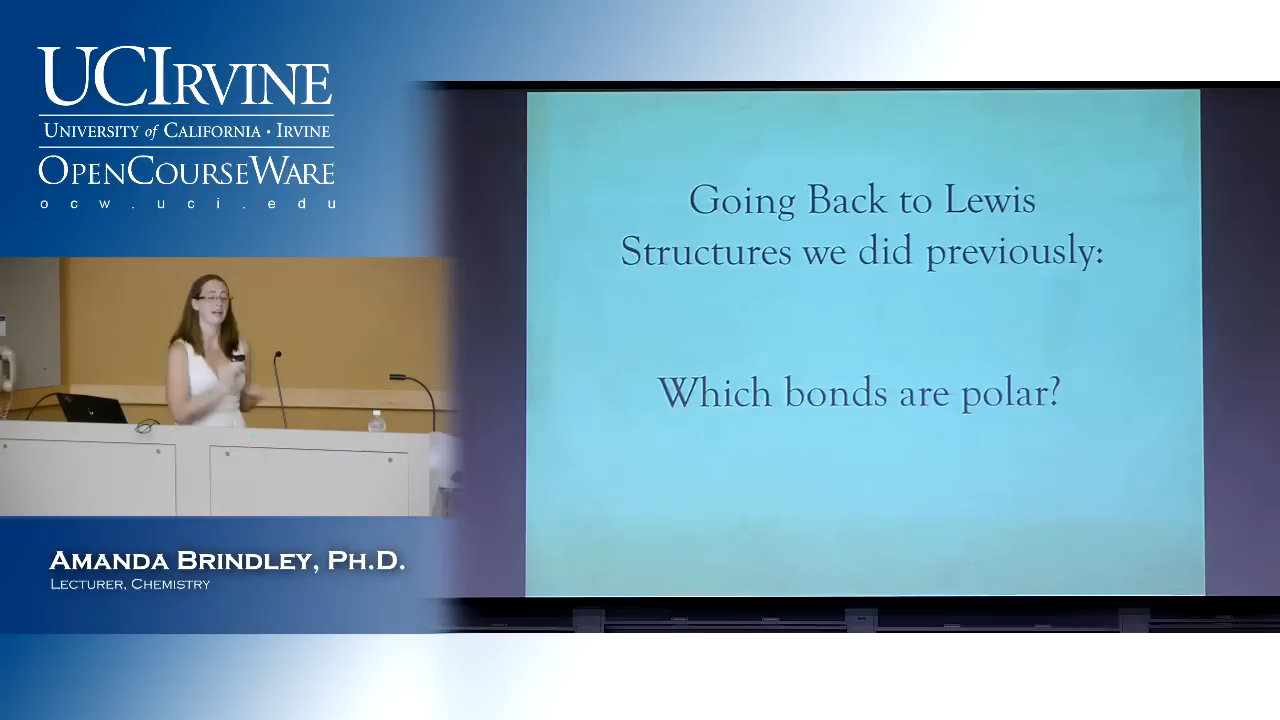 UCIRVINE
UNIVERSITY of CALIFORNIA · IRVINE
OPENCOURSEWARE
ocw.uci.edu
Going Back to Lewis
Structures we did previously:
Which bonds are polar?
AMANDA BRINDLEY, PH.D.
LECTURER, CHEMISTRY